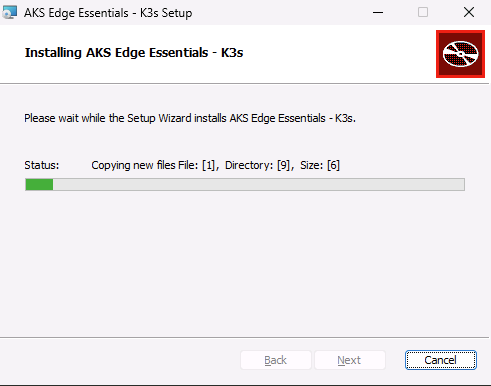 AKS Edge Essentials - K3s Setup
Installing AKS Edge Essentials - K3s
Please wait while the Setup Wizard installs AKS Edge Essentials - K3s.
Status: Copying new files File: [1], Directory: [9], Size: [6]
Back Next Cancel